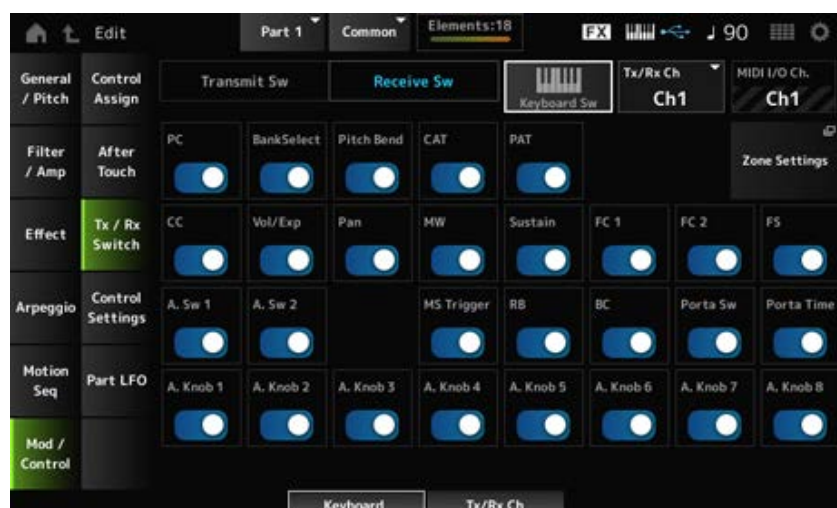 Edit
Part 1
Common
Elements:18
FX
90
General / Pitch
Control Assign
Transmit Sw
Receive Sw
Keyboard Sw
Tx/Rx Ch
Ch1
MIDI I/O Ch.
Ch1
Filter / Amp
After Touch
PC
BankSelect
Pitch Bend
CAT
PAT
Zone Settings
Effect
Tx / Rx Switch
CC
Vol/Exp
Pan
MW
Sustain
FC 1
FC 2
FS
Arpeggio
Control Settings
A. Sw 1
A. Sw 2
MS Trigger
RB
BC
Porta Sw
Porta Time
Motion Seq
Part LFO
A. Knob 1
A. Knob 2
A. Knob 3
A. Knob 4
A. Knob 5
A. Knob 6
A. Knob 7
A. Knob 8
Mod / Control
Keyboard
Tx/Rx Ch